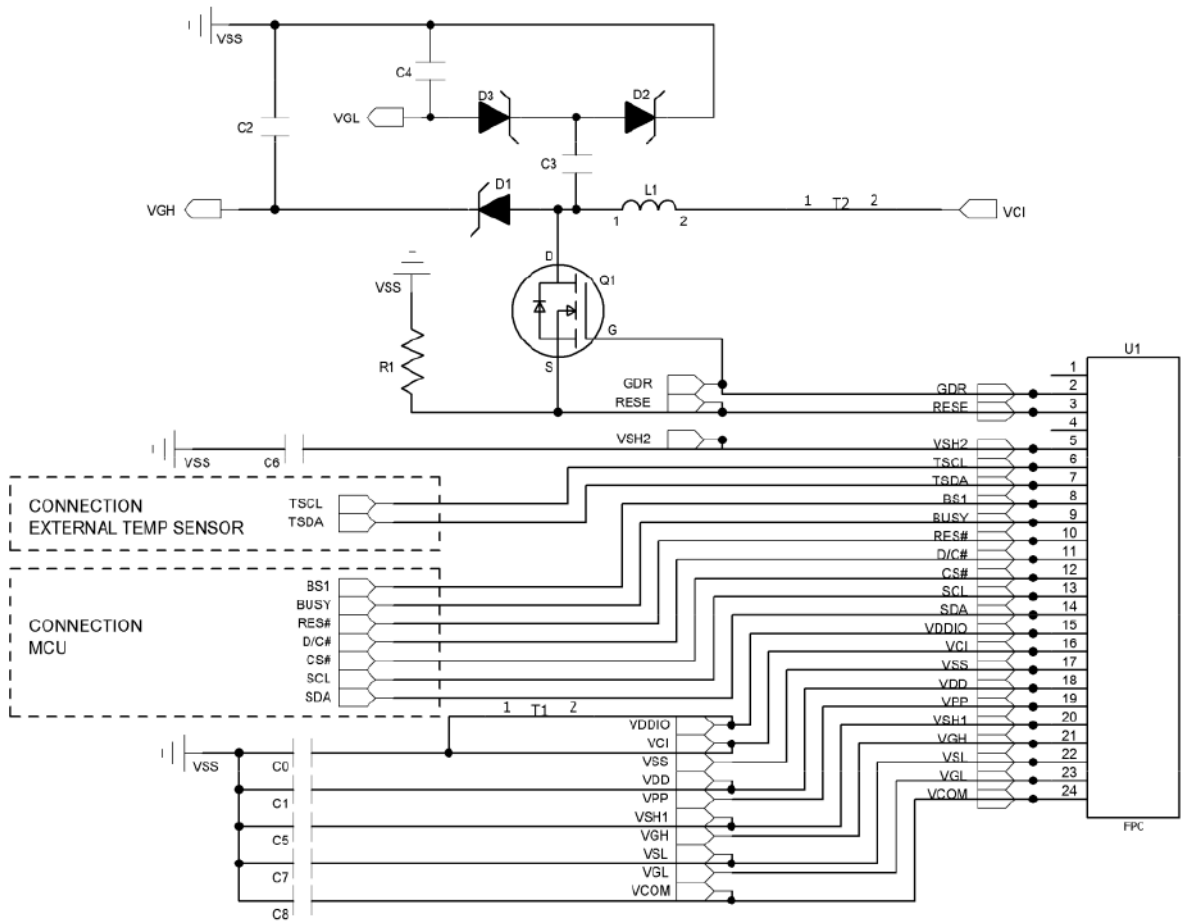 VSS
C4
D3
D2
VGL
C2
C3
D1
L1
VGH
1 T2 2
VCI
1
2
D
VSS
Q1
G
R1
S
U1
GDR
RESE
1
GDR 2
RESE 3
4
VSH2
VSH2 5
VSS
C6
TSCL 6
TSDA 7
BS1 8
BUSY 9
RES# 10
D/C# 11
CS# 12
SCL 13
SDA 14
VDDIO 15
VCI 16
VSS 17
VDD 18
VPP 19
VSH1 20
VGH 21
VSL 22
VGL 23
VCOM 24
FPC
CONNECTION
EXTERNAL TEMP SENSOR
TSCL
TSDA
CONNECTION
MCU
BS1
BUSY
RES#
D/C#
CS#
SCL
SDA
1 T1 2
VDDIO
VCI
VSS
VDD
VPP
VSH1
VGH
VSL
VGL
VCOM
VSS
C0
C1
C5
C7
C8